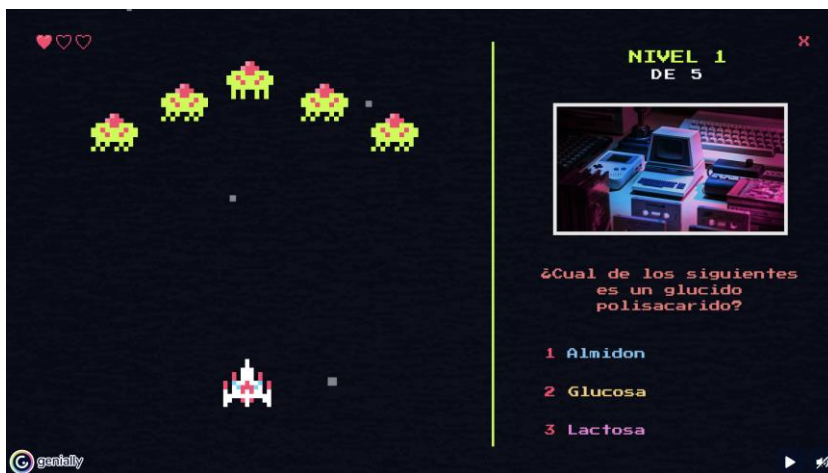 NIVEL 1
DE 5
X
¿Cual de los siguientes
es un glucido
polisacarido?
1 Almidon
2 Glucosa
3 Lactosa
G genially